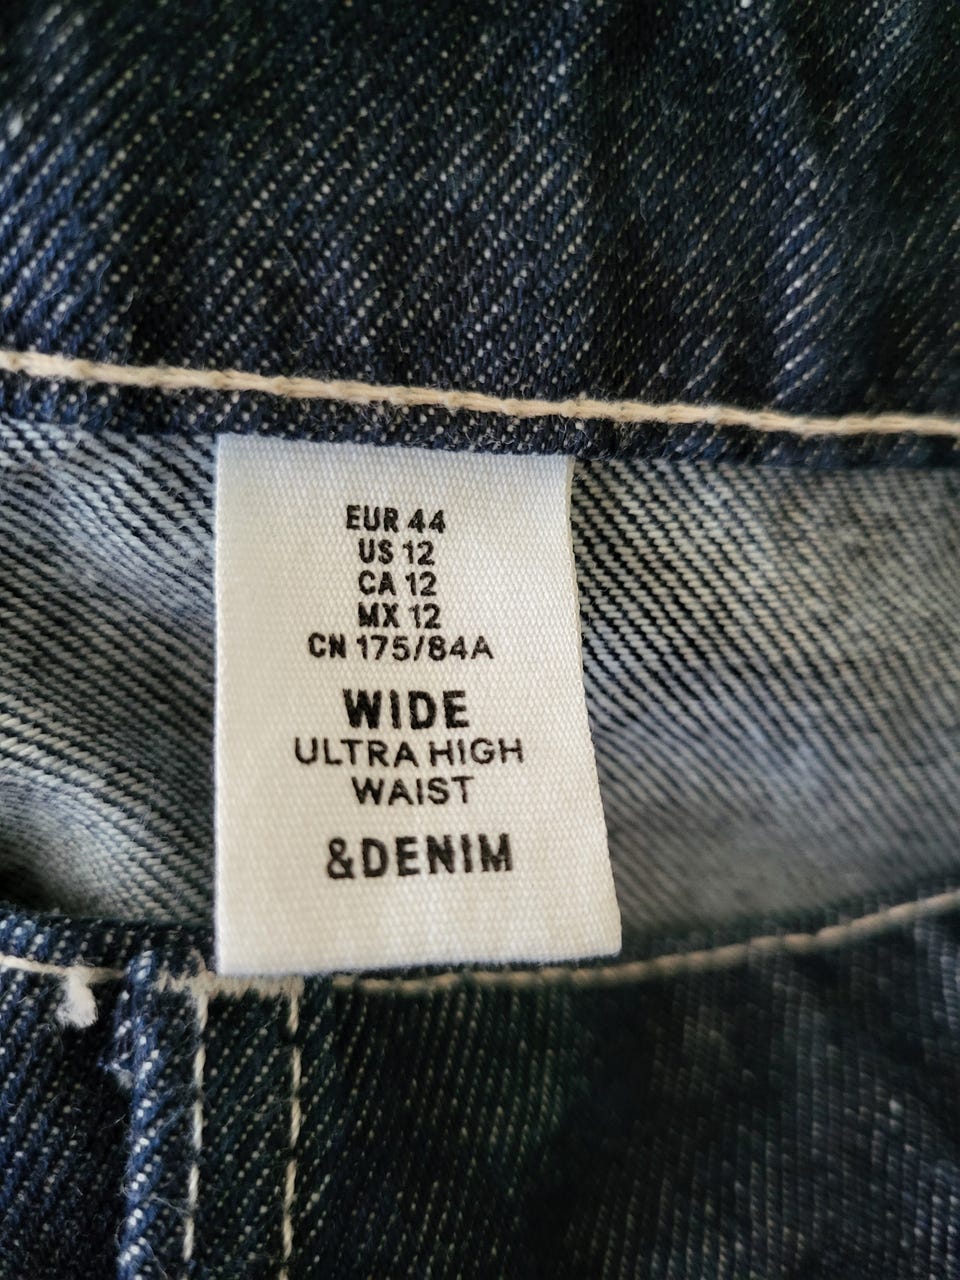 EUR 44
US 12
CA 12
MX 12
CN 175/84A
WIDE
ULTRA HIGH
WAIST
&DENIM